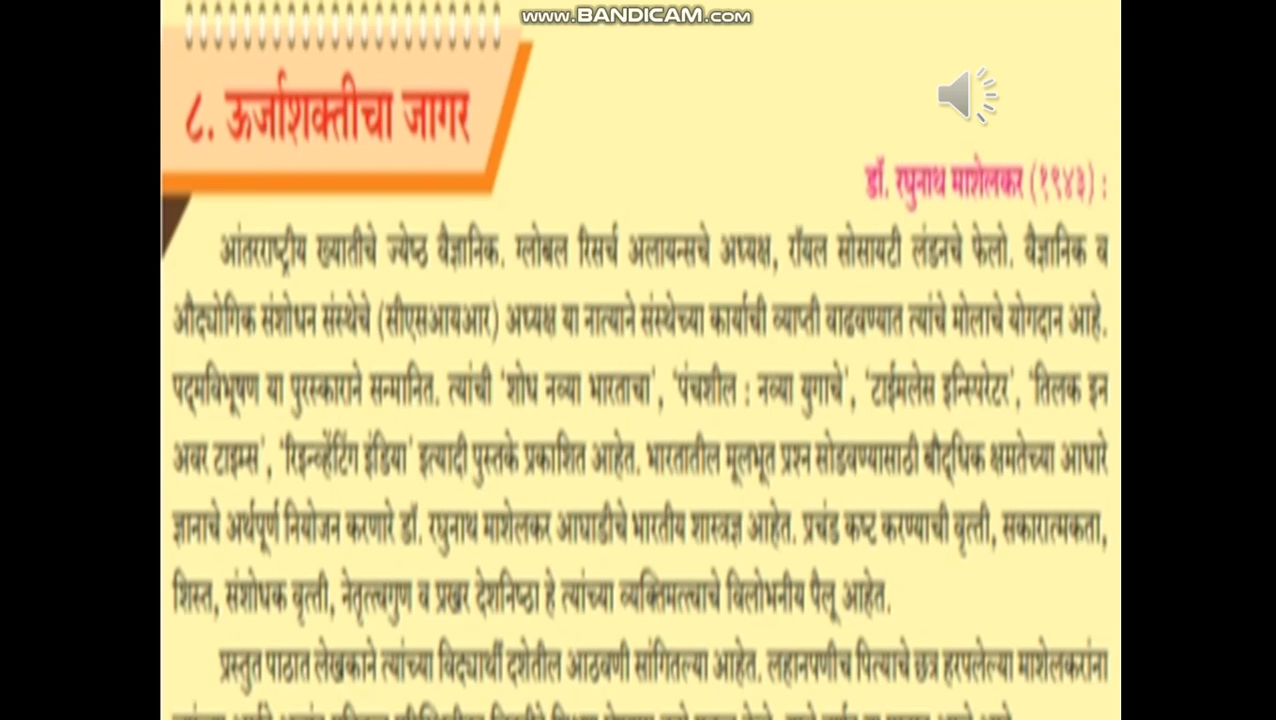 www.BANDICAM.com
८. ऊर्जाशक्तीचा जागर
डॉ. रघुनाथ माशेलकर (१९४३) :
आंतरराष्ट्रीय ख्यातीचे ज्येष्ठ वैज्ञानिक. ग्लोबल रिसर्च अलायन्सचे अध्यक्ष, रॉयल सोसायटी लंडनचे फेलो. वैज्ञानिक व
औद्योगिक संशोधन संस्थेचे (सीएसआयआर) अध्यक्ष या नात्याने संस्थेच्या कार्याची व्याप्ती वाढवण्यात त्यांचे मोलाचे योगदान आहे.
पद्मविभूषण या पुरस्काराने सन्मानित. त्यांची 'शोध नव्या भारताचा', 'पंचशील : नव्या युगाचे', 'टाईमलेस इन्स्पिरेटर', 'तिलक इन
अवर टाइम्स', 'रिइन्व्हेंटिंग इंडिया' इत्यादी पुस्तके प्रकाशित आहेत. भारतातील मूलभूत प्रश्न सोडवण्यासाठी बौद्धिक क्षमतेच्या आधारे
ज्ञानाचे अर्थपूर्ण नियोजन करणारे डॉ. रघुनाथ माशेलकर आघाडीचे भारतीय शास्त्रज्ञ आहेत. प्रचंड कष्ट करण्याची वृत्ती, सकारात्मकता,
शिस्त, संशोधक वृत्ती, नेतृत्त्वगुण व प्रखर देशनिष्ठा हे त्यांच्या व्यक्तिमत्त्वाचे विलोभनीय पैलू आहेत.
प्रस्तुत पाठात लेखकाने त्यांच्या विद्यार्थी दशेतील आठवणी सांगितल्या आहेत. लहानपणीच पित्याचे छत्र हरपलेल्या माशेलकरांना